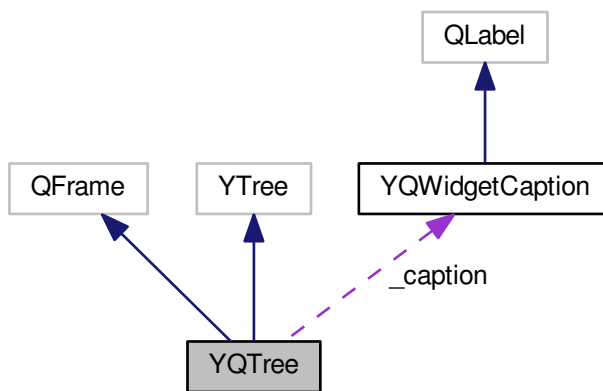 QLabel
QFrame
YTree
YQWidgetCaption
_caption
YQTree